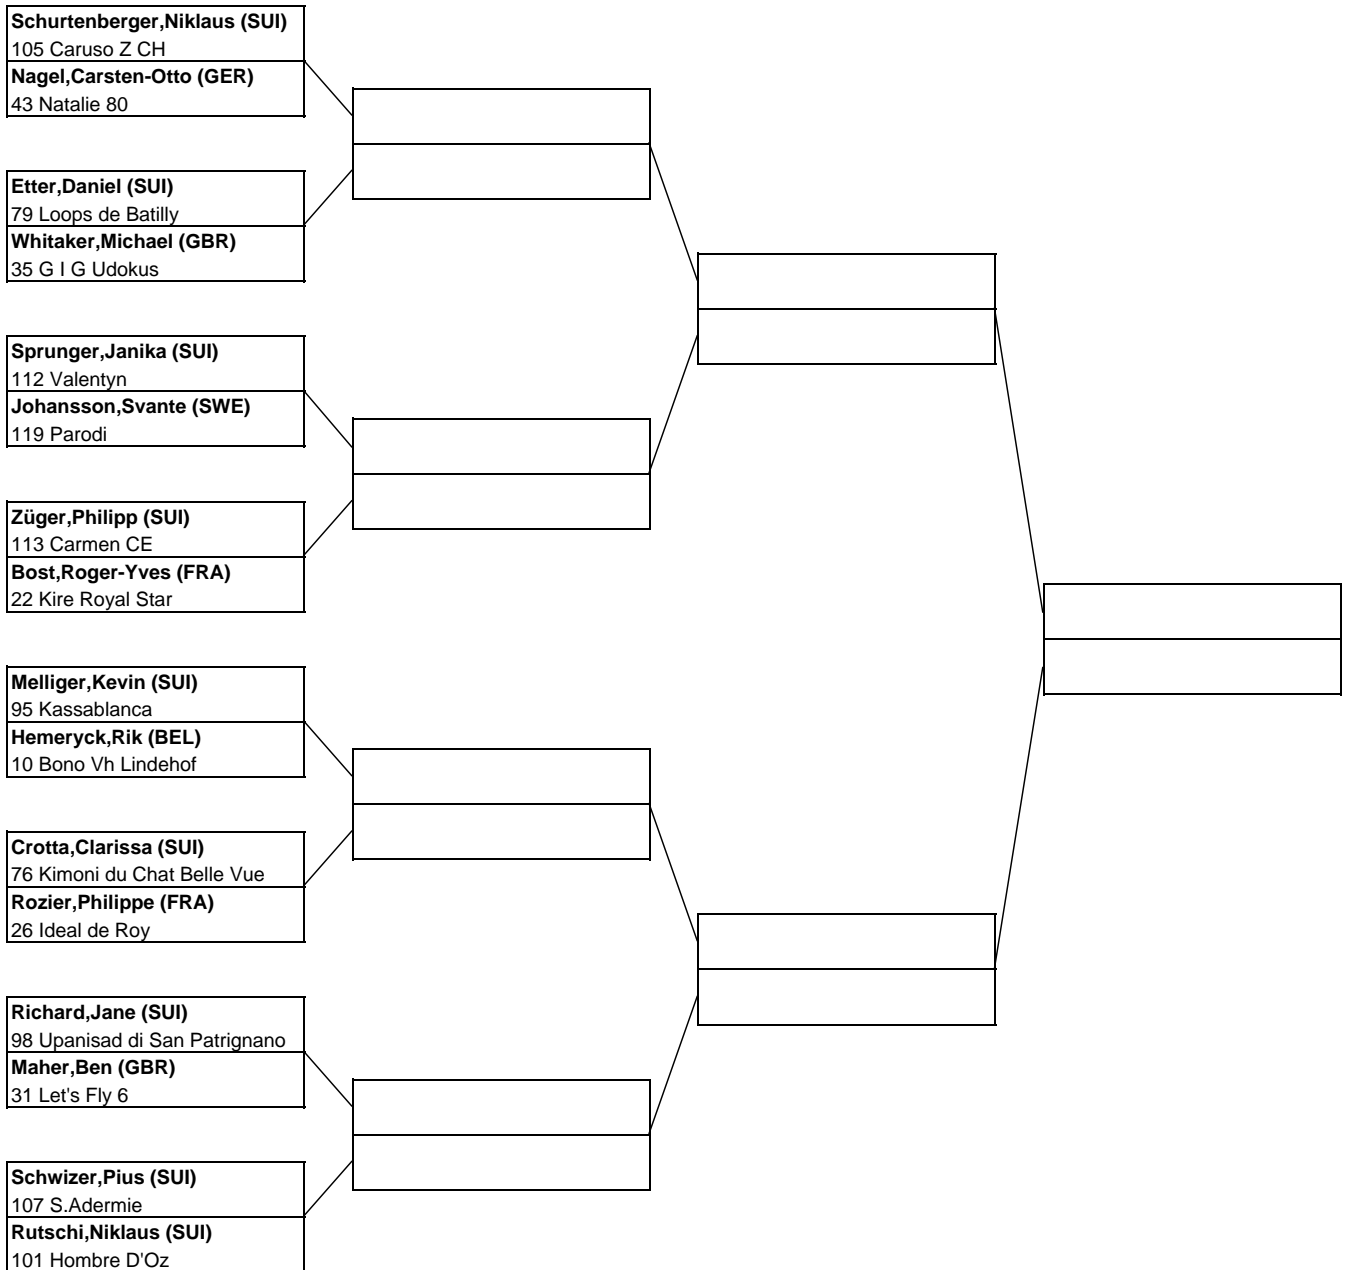 Schurtenberger,Niklaus (SUI)
105 Caruso Z CH
Nagel,Carsten-Otto (GER)
43 Natalie 80
Etter,Daniel (SUI)
79 Loops de Batilly
Whitaker,Michael (GBR)
35 G I G Udokus
Sprunger,Janika (SUI)
112 Valentyn
Johansson,Svante (SWE)
119 Parodi
Züger,Philipp (SUI)
113 Carmen CE
Bost,Roger-Yves (FRA)
22 Kire Royal Star
Melliger,Kevin (SUI)
95 Kassablanca
Hemeryck,Rik (BEL)
10 Bono Vh Lindehof
Crotta,Clarissa (SUI)
76 Kimoni du Chat Belle Vue
Rozier,Philippe (FRA)
26 Ideal de Roy
Richard,Jane (SUI)
98 Upanisad di San Patrignano
Maher,Ben (GBR)
31 Let's Fly 6
Schwizer,Pius (SUI)
107 S.Adermie
Rutschi,Niklaus (SUI)
101 Hombre D'Oz